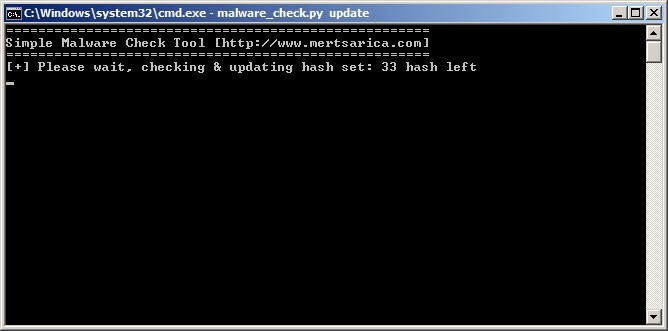 C:\Windows\system32\cmd.exe - malware_check.py update
=====================================================
Simple Malware Check Tool [http://www.mertsarica.com]
=====================================================
[+] Please wait, checking & updating hash set: 33 hash left